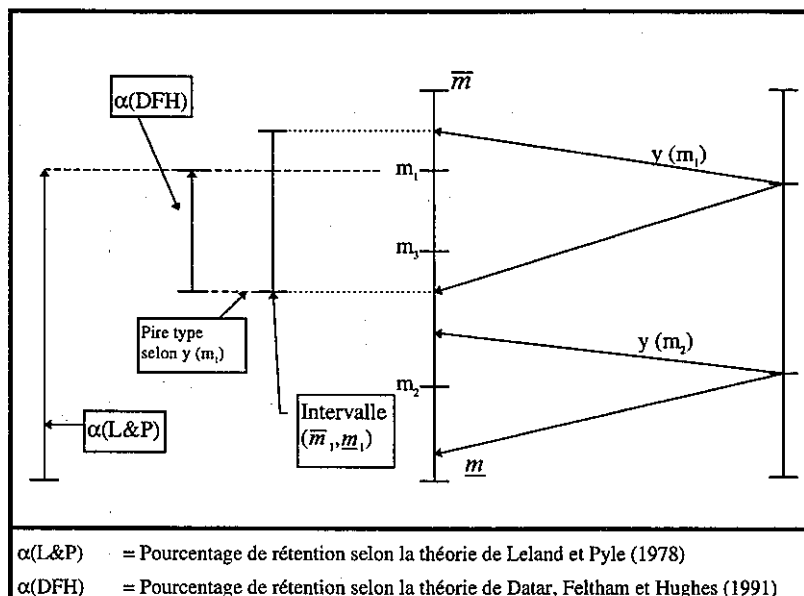 m̅
α(DFH)
y (m₁)
m₁
m₃
Pire type
selon y (m₁)
y (m₂)
m₂
Intervalle
(m̅₁,m̲₁)
α(L&P)
m̲
α(L&P) = Pourcentage de rétention selon la théorie de Leland et Pyle (1978)
α(DFH) = Pourcentage de rétention selon la théorie de Datar, Feltham et Hughes (1991)